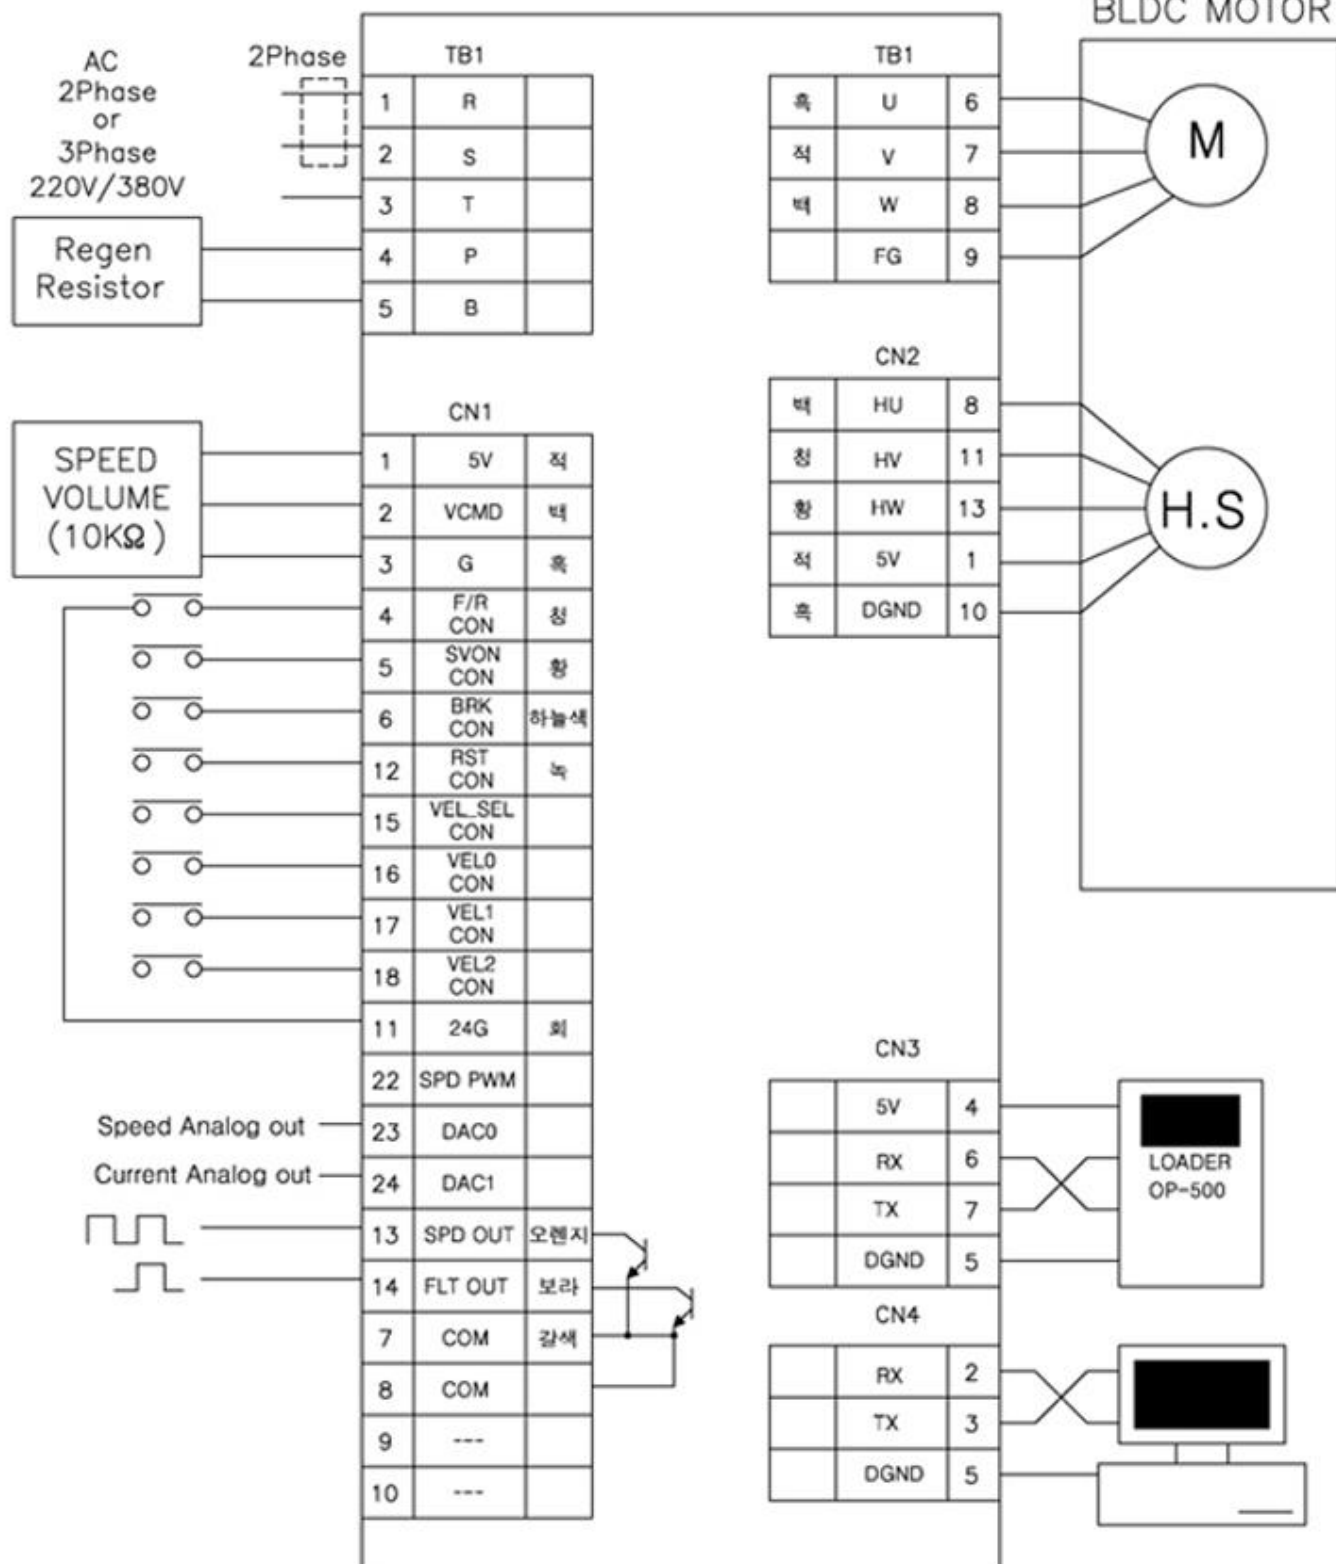 BLDC MOTOR
AC
2Phase
or
3Phase
220V/380V
2Phase
TB1
1 R
2 S
3 T
4 P
5 B
Regen
Resistor
TB1
흑 U 6
적 V 7
백 W 8
FG 9
M
CN2
백 HU 8
청 HV 11
황 HW 13
적 5V 1
흑 DGND 10
H.S
SPEED
VOLUME
(10KΩ)
CN1
1 5V 적
2 VCMD 백
3 G 흑
4 F/R CON 청
5 SVON CON 황
6 BRK CON 하늘색
12 RST CON 녹
15 VEL_SEL CON
16 VEL0 CON
17 VEL1 CON
18 VEL2 CON
11 24G 회
22 SPD PWM
Speed Analog out 23 DAC0
Current Analog out 24 DAC1
13 SPD OUT 오렌지
14 FLT OUT 보라
7 COM 갈색
8 COM
9 ---
10 ---
CN3
5V 4
RX 6
TX 7
DGND 5
LOADER
OP-500
CN4
RX 2
TX 3
DGND 5